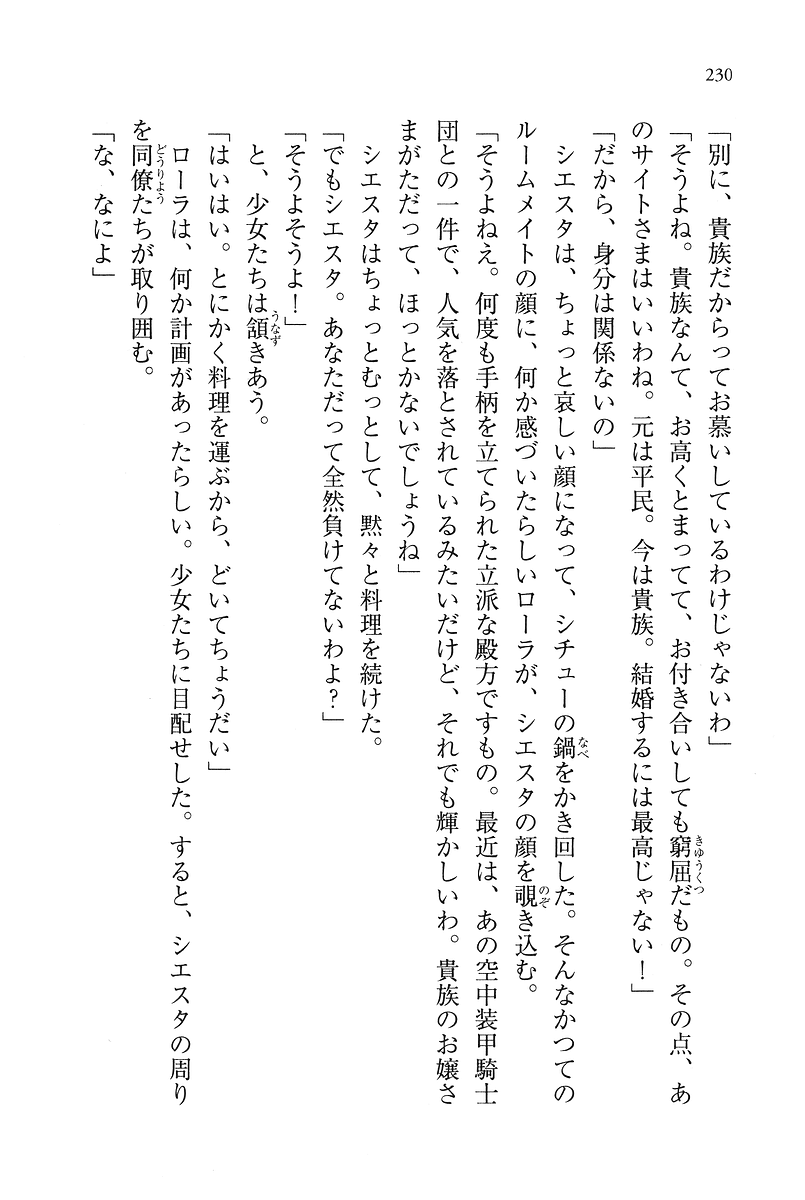 230
「別に、貴族だからってお慕いしているわけじゃないわ」
「そうよね。貴族なんて、お高くとまってて、お付き合いしても窮屈だもの。その点、あ
のサイトさまはいいわね。元は平民。今は貴族。結婚するには最高じゃない！」
「だから、身分は関係ないの」
　シエスタは、ちょっと哀しい顔になって、シチューの鍋をかき回した。そんなかつての
ルームメイトの顔に、何か感づいたらしいローラが、シエスタの顔を覗き込む。
「そうよねえ。何度も手柄を立てられた立派な殿方ですもの。最近は、あの空中装甲騎士
団との一件で、人気を落とされているみたいだけど、それでも輝かしいわ。貴族のお嬢さ
まがただって、ほっとかないでしょうね」
　シエスタはちょっとむっとして、黙々と料理を続けた。
「でもシエスタ。あなただって全然負けてないわよ？」
「そうよそうよ！」
　と、少女たちは頷きあう。
「はいはい。とにかく料理を運ぶから、どいてちょうだい」
　ローラは、何か計画があったらしい。少女たちに目配せした。すると、シエスタの周り
を同僚たちが取り囲む。
「な、なによ」